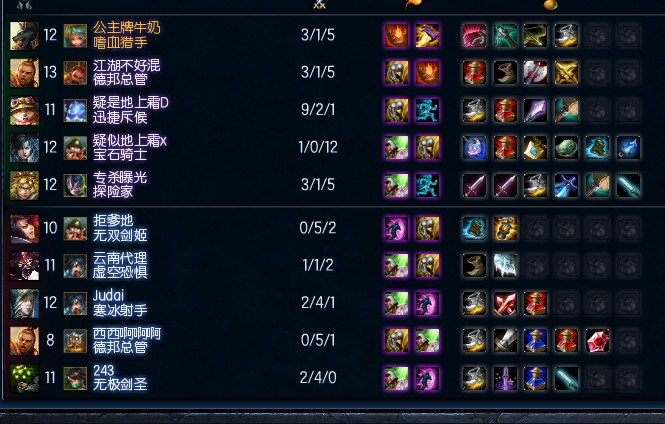 12 公主牌牛奶 3/1/5
嗜血猎手
13 江湖不好混 3/1/5
德邦总管
11 疑是地上霜D 9/2/1
迅捷斥候
12 疑似地上霜x 1/0/12
宝石骑士
12 专杀曝光 3/1/5
探险家
10 拒爹地 0/5/2
无双剑姬
11 云南代理 1/1/2
虚空恐惧
12 Judai 2/4/1
寒冰射手
8 西西啊啊啊 0/5/1
德邦总管
11 243 2/4/0
无极剑圣